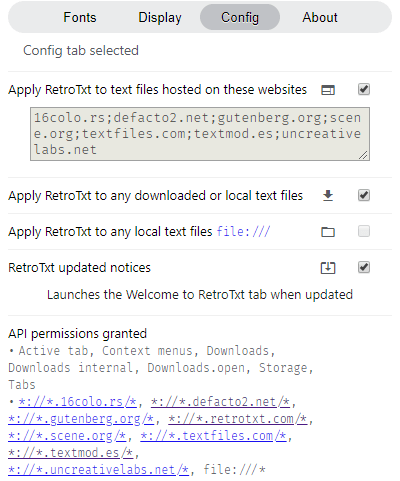 Fonts Display Config About
Config tab selected
Apply RetroTxt to text files hosted on these websites
16colo.rs;defacto2.net;gutenberg.org;sce
ne.org;textfiles.com;textmod.es;uncreative
labs.net
Apply RetroTxt to any downloaded or local text files
Apply RetroTxt to any local text files file:///
RetroTxt updated notices
Launches the Welcome to RetroTxt tab when updated
API permissions granted
• Active tab, Context menus, Downloads,
Downloads internal, Downloads.open, Storage,
Tabs
• *://*.16colo.rs/*, *://*.defacto2.net/*,
*://*.gutenberg.org/*, *://*.retrotxt.com/*,
*://*.scene.org/*, *://*.textfiles.com/*,
*://*.textmod.es/*,
*://*.uncreativelabs.net/*, file:///*